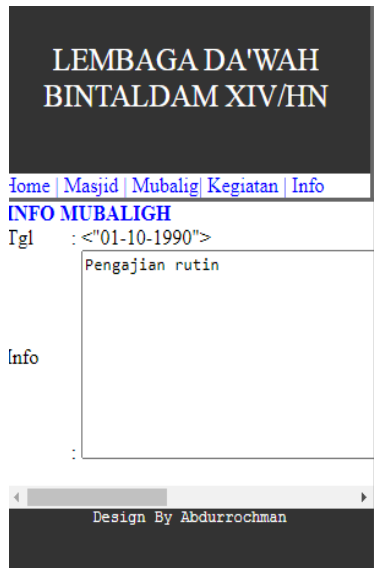 LEMBAGA DA'WAH
BINTALDAM XIV/HN
Home | Masjid | Mubalig| Kegiatan | Info
INFO MUBALIGH
Tgl : <"01-10-1990">
Pengajian rutin
Info :
Design By Abdurrochman